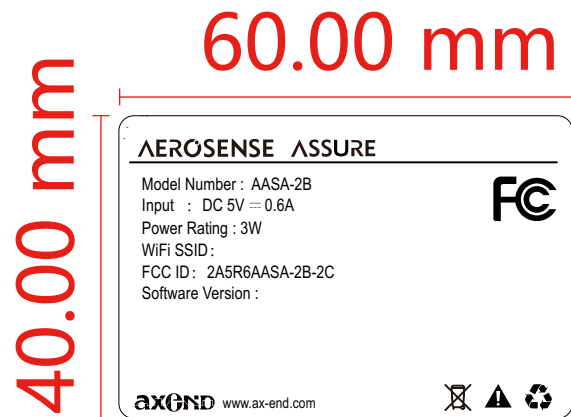 60.00 mm
40.00 mm
AEROSENSE ASSURE
Model Number : AASA-2B
Input : DC 5V ⎓ 0.6A
Power Rating : 3W
WiFi SSID :
FCC ID : 2A5R6AASA-2B-2C
Software Version :
FC
axend www.ax-end.com